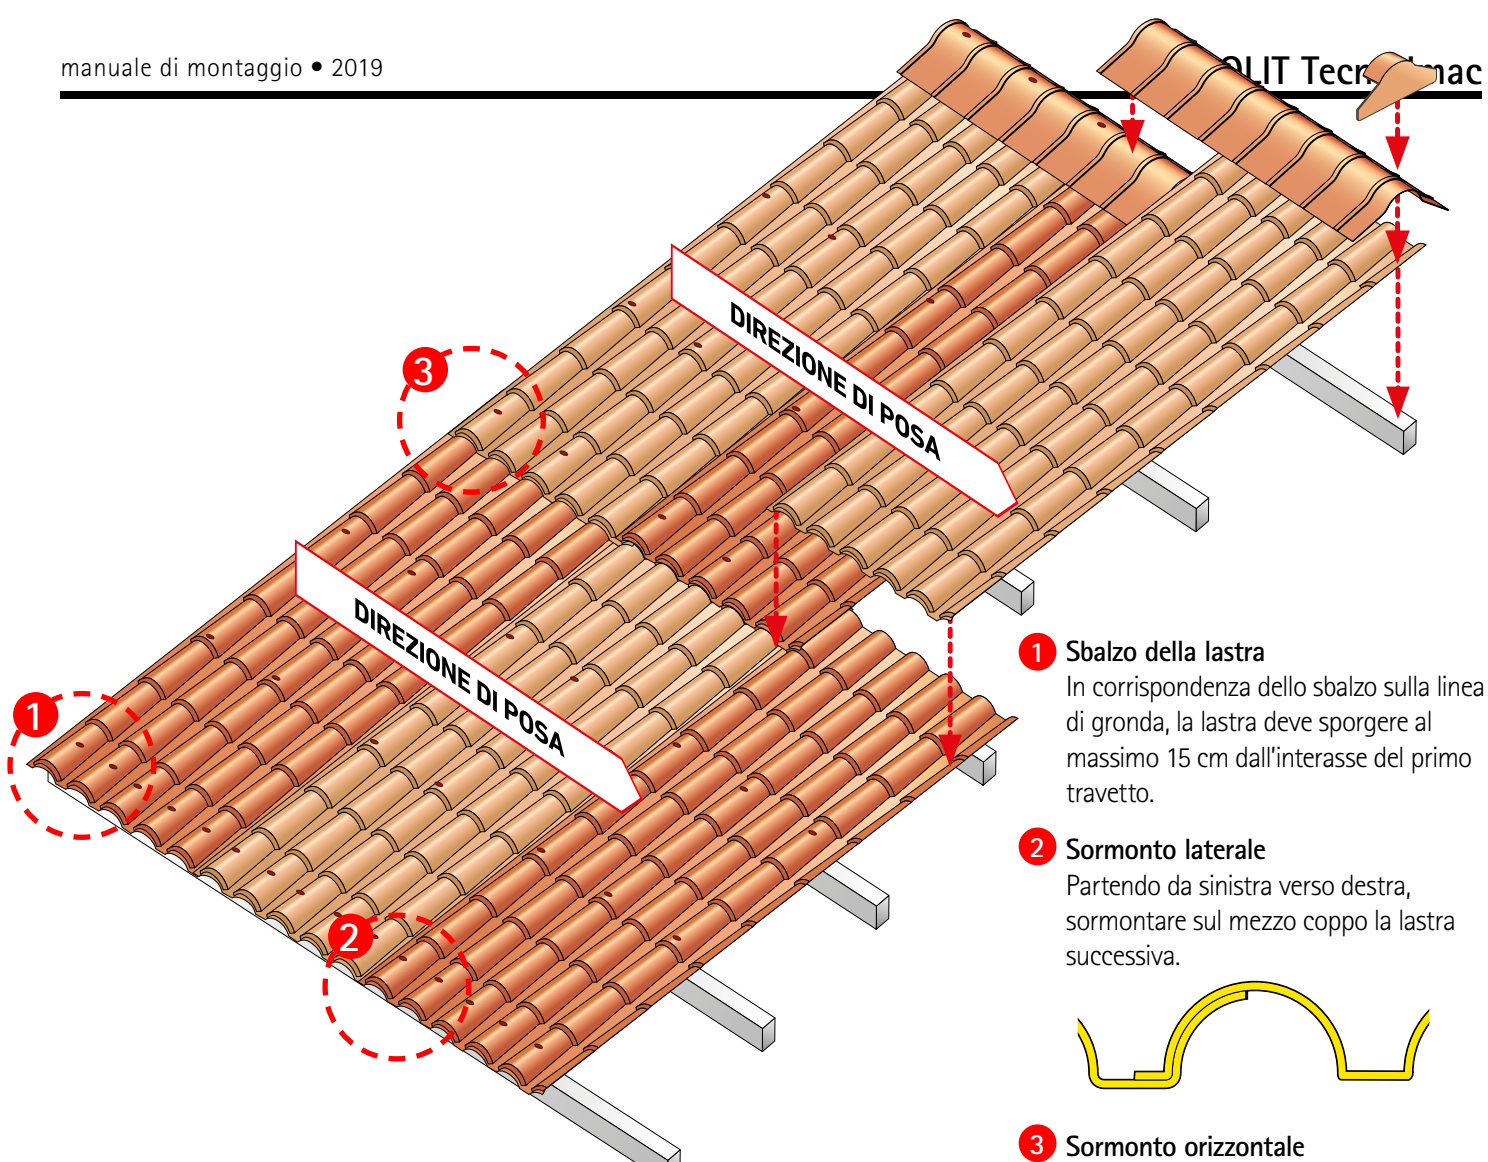 manuale di montaggio • 2019
3
DIREZIONE DI POSA
DIREZIONE DI POSA
1
2
1 Sbalzo della lastra
In corrispondenza dello sbalzo sulla linea
di gronda, la lastra deve sporgere al
massimo 15 cm dall'interasse del primo
travetto.
2 Sormonto laterale
Partendo da sinistra verso destra,
sormontare sul mezzo coppo la lastra
successiva.
3 Sormonto orizzontale